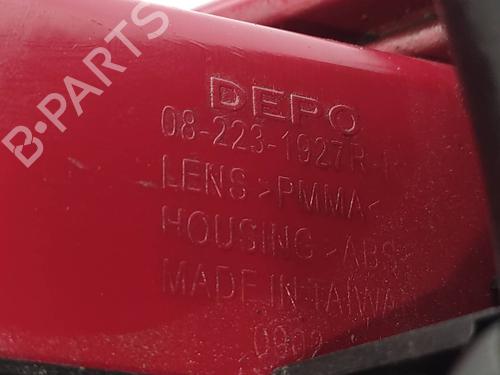 DEPO
08-223-1927R-
LENS >PMMA<
HOUSING >ABS<
MADE IN TAIWAN
0902
B-PARTS